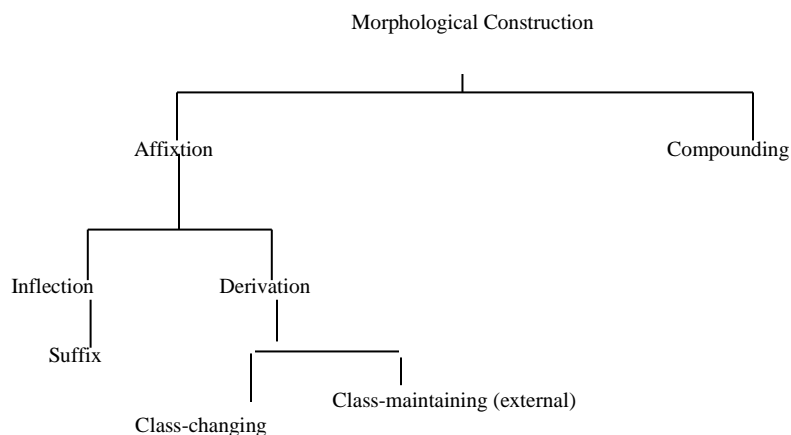 Morphological Construction
Affixtion
Compounding
Inflection
Derivation
Suffix
Class-maintaining (external)
Class-changing